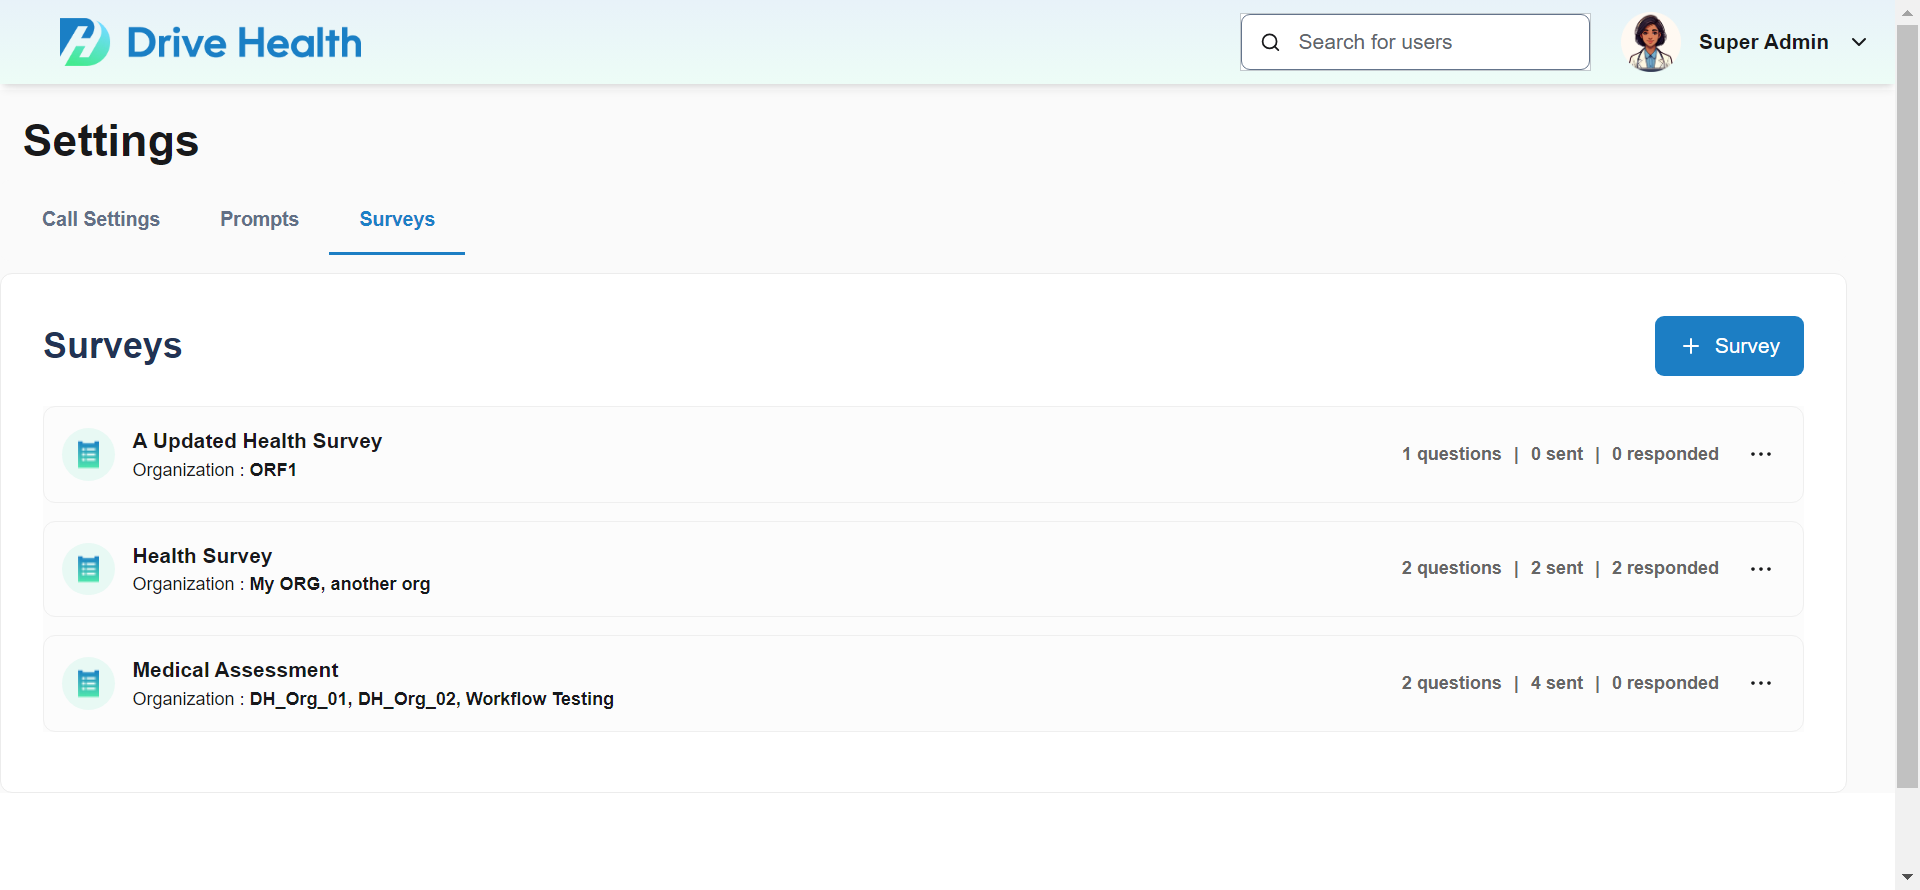 Drive Health
Search for users
Super Admin
Settings
Call Settings
Prompts
Surveys
Surveys
Survey
A Updated Health Survey
Organization : ORF1
1 questions | 0 sent | 0 responded
Health Survey
Organization : My ORG, another org
2 questions | 2 sent | 2 responded
Medical Assessment
Organization : DH_Org_01, DH_Org_02, Workflow Testing
2 questions | 4 sent | 0 responded